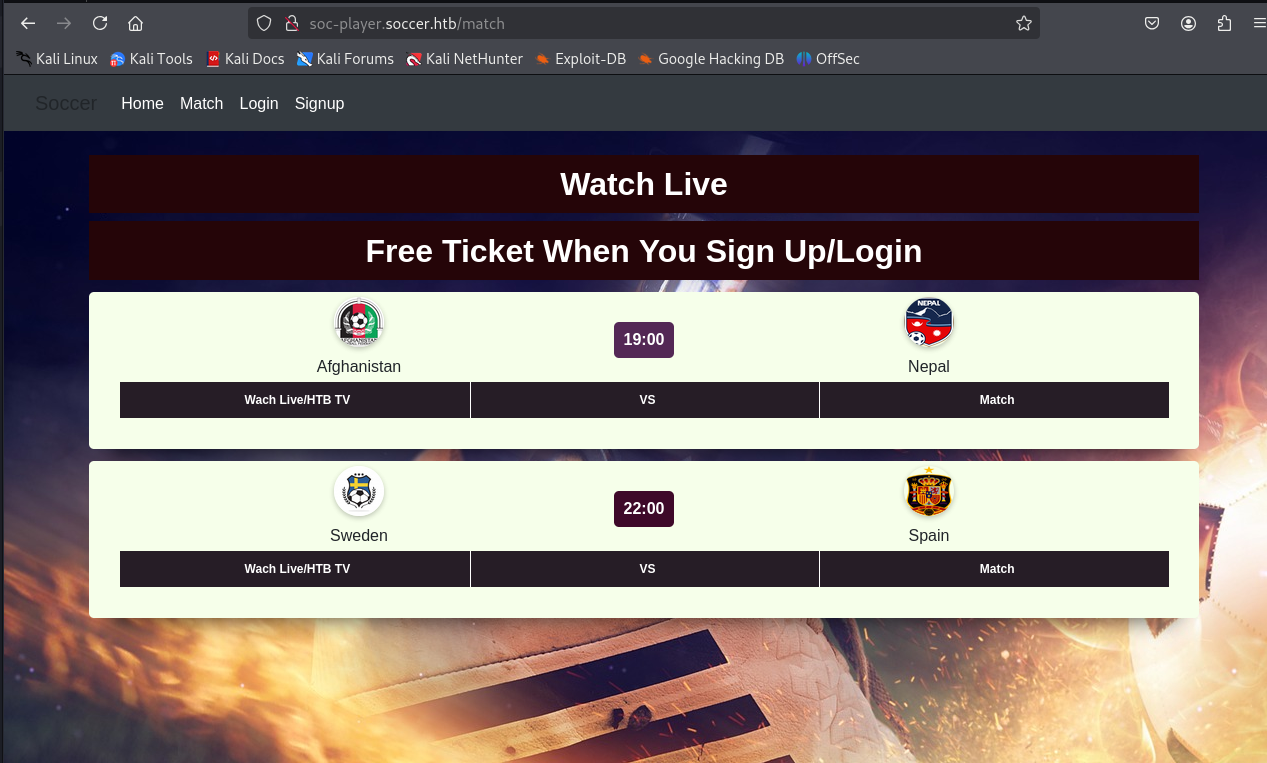 soc-player.soccer.htb/match
Kali Linux Kali Tools Kali Docs Kali Forums Kali NetHunter Exploit-DB Google Hacking DB OffSec
Soccer Home Match Login Signup
Watch Live
Free Ticket When You Sign Up/Login
NEPAL
19:00
Afghanistan Nepal
Wach Live/HTB TV VS Match
22:00
Sweden Spain
Wach Live/HTB TV VS Match